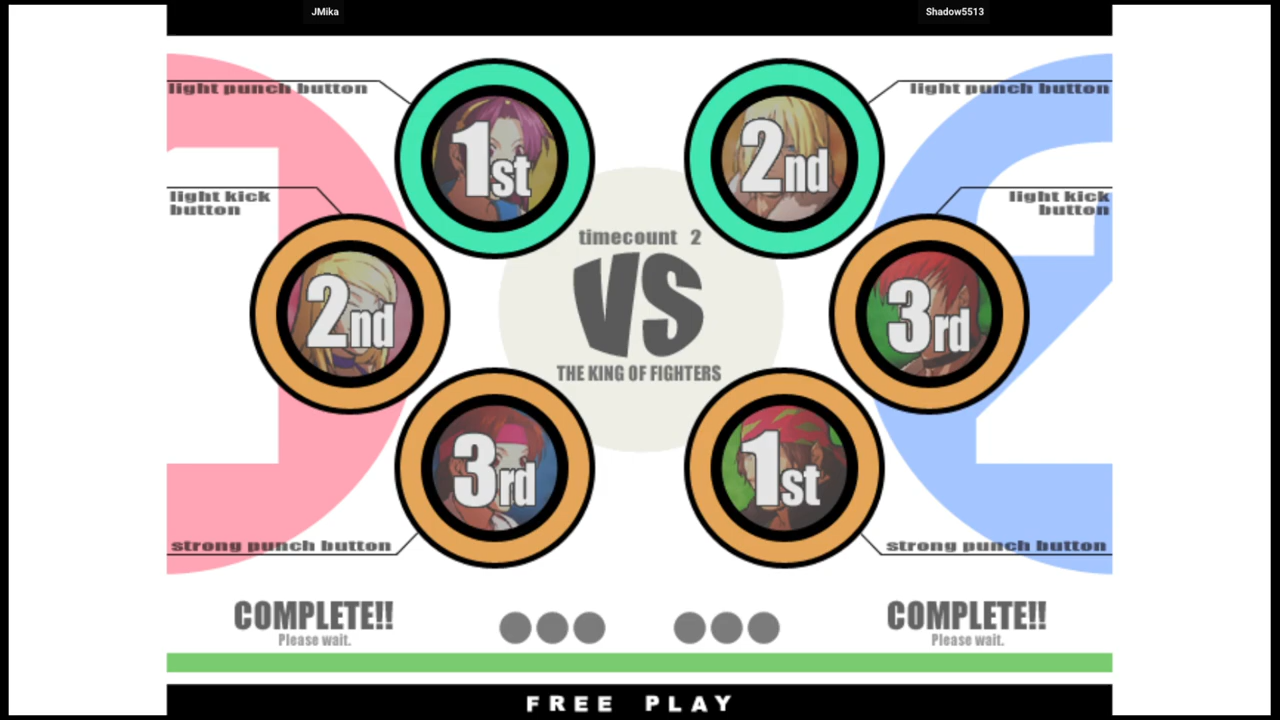 JMika
Shadow5513
light punch button
light punch button
1st
2nd
light kick
button
light kick
button
timecount 2
VS
THE KING OF FIGHTERS
2nd
3rd
3rd
1st
strong punch button
strong punch button
COMPLETE!!
Please wait.
COMPLETE!!
Please wait.
FREE PLAY